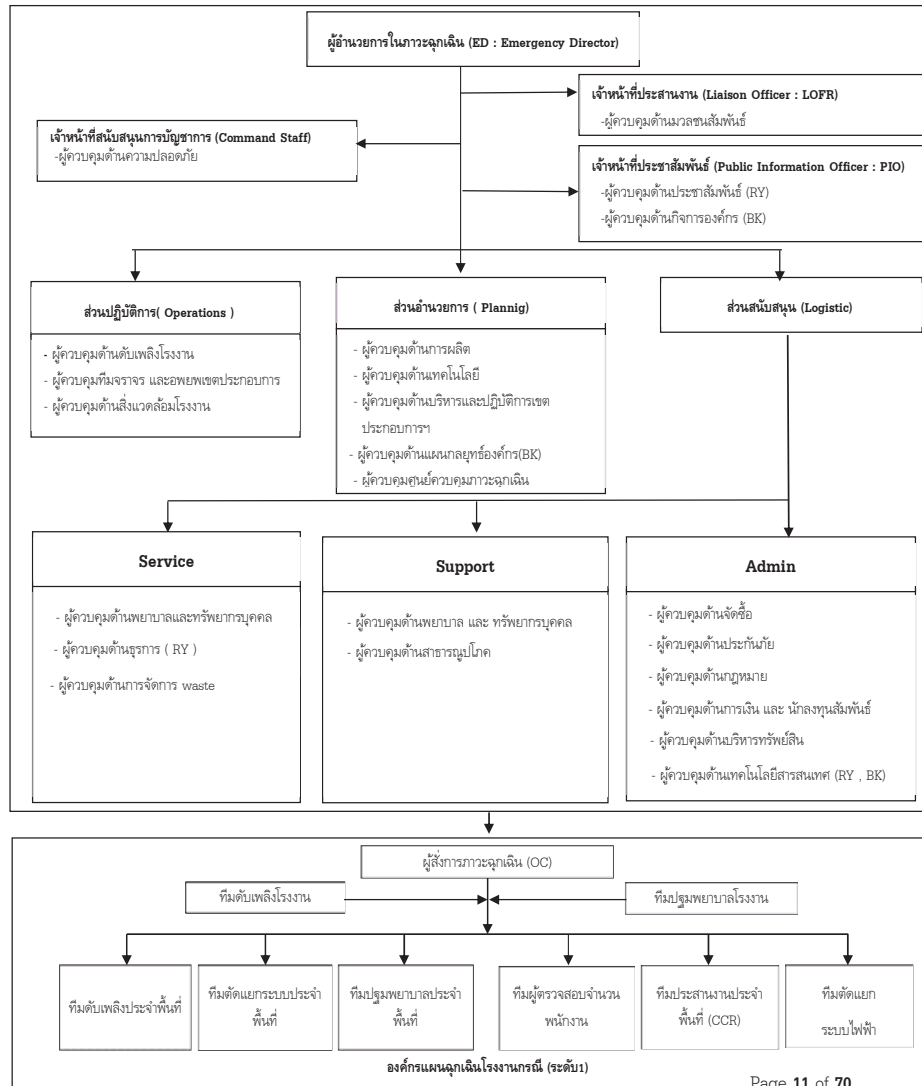 ผู้อำนวยการในภาวะฉุกเฉิน (ED : Emergency Director)
เจ้าหน้าที่ประสานงาน (Liaison Officer : LOFR)
-ผู้ควบคุมด้านมวลชนสัมพันธ์
เจ้าหน้าที่สนับสนุนการบัญชาการ (Command Staff)
-ผู้ควบคุมด้านความปลอดภัย
เจ้าหน้าที่ประชาสัมพันธ์ (Public Information Officer : PIO)
-ผู้ควบคุมด้านประชาสัมพันธ์ (RY)
-ผู้ควบคุมด้านกิจการองค์กร (BK)
ส่วนปฏิบัติการ( Operations )
- ผู้ควบคุมด้านดับเพลิงโรงงาน
- ผู้ควบคุมทีมจราจร และอพยพเขตประกอบการ
- ผู้ควบคุมด้านสิ่งแวดล้อมโรงงาน
ส่วนอำนวยการ ( Plannig)
- ผู้ควบคุมด้านการผลิต
- ผู้ควบคุมด้านเทคโนโลยี
- ผู้ควบคุมด้านบริหารและปฏิบัติการเขต
ประกอบการฯ
- ผู้ควบคุมด้านแผนกลยุทธ์องค์กร(BK)
- ผู้ควบคุมศูนย์ควบคุมภาวะฉุกเฉิน
ส่วนสนับสนุน (Logistic)
Service
- ผู้ควบคุมด้านพยาบาลและทรัพยากรบุคคล
- ผู้ควบคุมด้านธุรการ ( RY )
- ผู้ควบคุมด้านการจัดการ waste
Support
- ผู้ควบคุมด้านพยาบาล และ ทรัพยากรบุคคล
- ผู้ควบคุมด้านสาธารณูปโภค
Admin
- ผู้ควบคุมด้านจัดซื้อ
- ผู้ควบคุมด้านประกันภัย
- ผู้ควบคุมด้านกฎหมาย
- ผู้ควบคุมด้านการเงิน และ นักลงทุนสัมพันธ์
- ผู้ควบคุมด้านบริหารทรัพย์สิน
- ผู้ควบคุมด้านเทคโนโลยีสารสนเทศ (RY , BK)
ผู้สั่งการภาวะฉุกเฉิน (OC)
ทีมดับเพลิงโรงงาน
ทีมปฐมพยาบาลโรงงาน
ทีมดับเพลิงประจำพื้นที่
ทีมตัดแยกระบบประจำ
พื้นที่
ทีมปฐมพยาบาลประจำ
พื้นที่
ทีมผู้ตรวจสอบจำนวน
พนักงาน
ทีมประสานงานประจำ
พื้นที่ (CCR)
ทีมตัดแยก
ระบบไฟฟ้า
องค์กรแผนฉุกเฉินโรงงานกรณี (ระดับ1)
Page 11 of 70